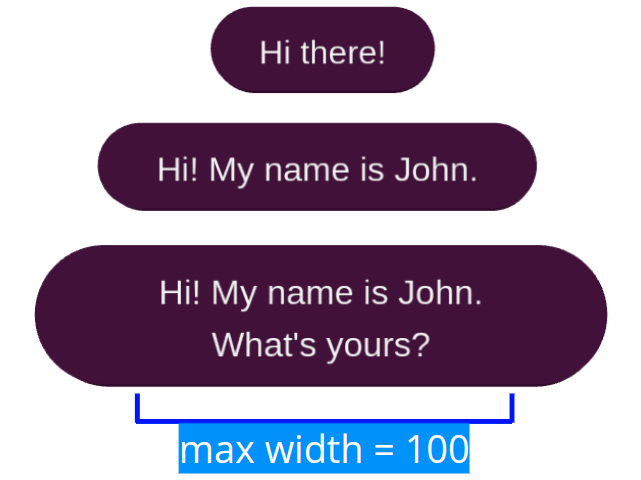 Hi there!
Hi! My name is John.
Hi! My name is John.
What's yours?
max width = 100